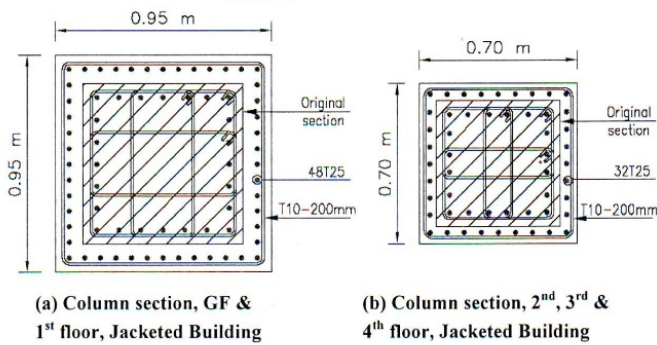 0.95 m
0.95 m
Original
section
48T25
T10-200mm
0.70 m
0.70 m
Original
section
32T25
T10-200mm
(a) Column section, GF &
1st floor, Jacketed Building
(b) Column section, 2nd, 3rd &
4th floor, Jacketed Building